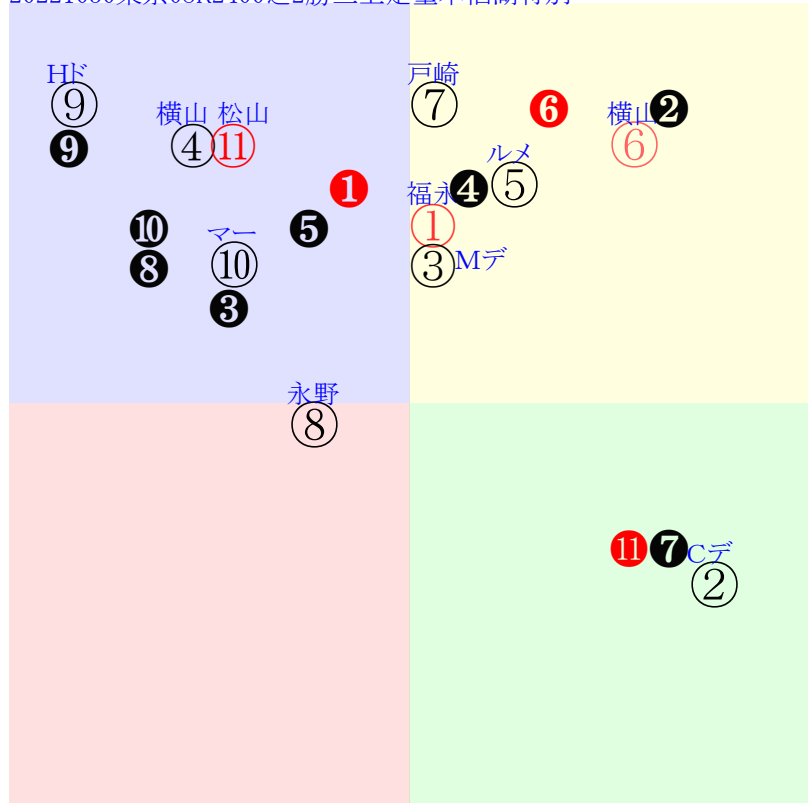 Hド
戸崎
⑨
⑦
❻
横山
❷
横山 松山
④⑪
❾
⑥
ルメ
⑤
❶
福永
❹
❿
マー
❺
①
❽
⑩
③
Mデ
❸
永野
⑧
⓫
❼
Cデ
②